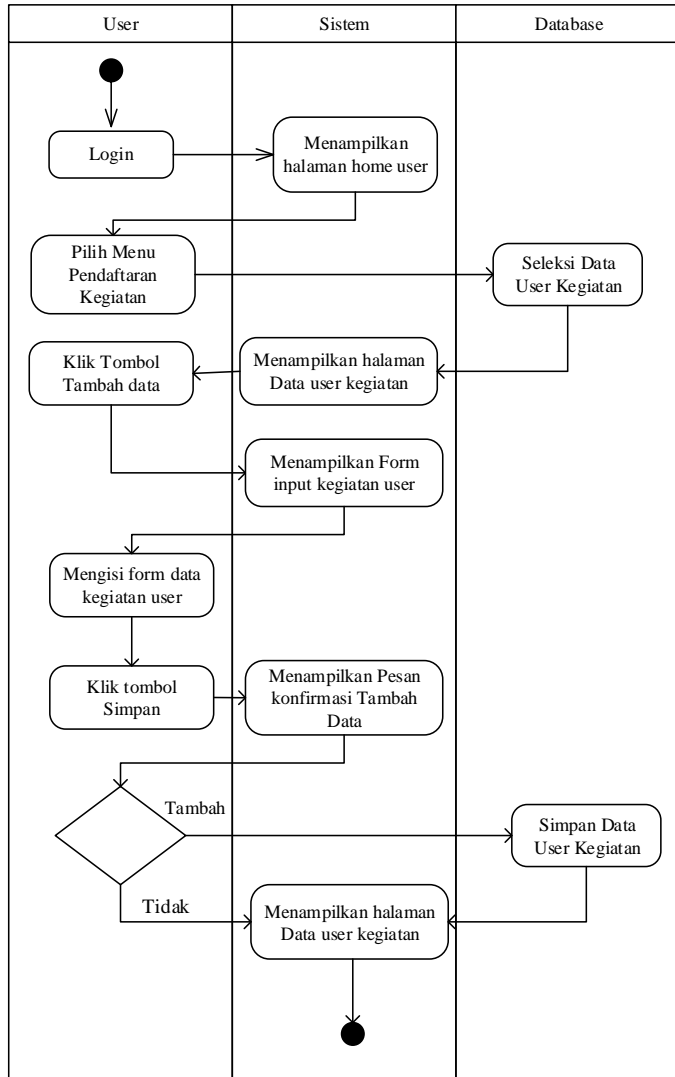 User
Sistem
Database
Login
Menampilkan
halaman home user
Pilih Menu
Pendaftaran
Kegiatan
Seleksi Data
User Kegiatan
Klik Tombol
Tambah data
Menampilkan halaman
Data user kegiatan
Menampilkan Form
input kegiatan user
Mengisi form data
kegiatan user
Klik tombol
Simpan
Menampilkan Pesan
konfirmasi Tambah
Data
Tambah
Simpan Data
User Kegiatan
Tidak
Menampilkan halaman
Data user kegiatan